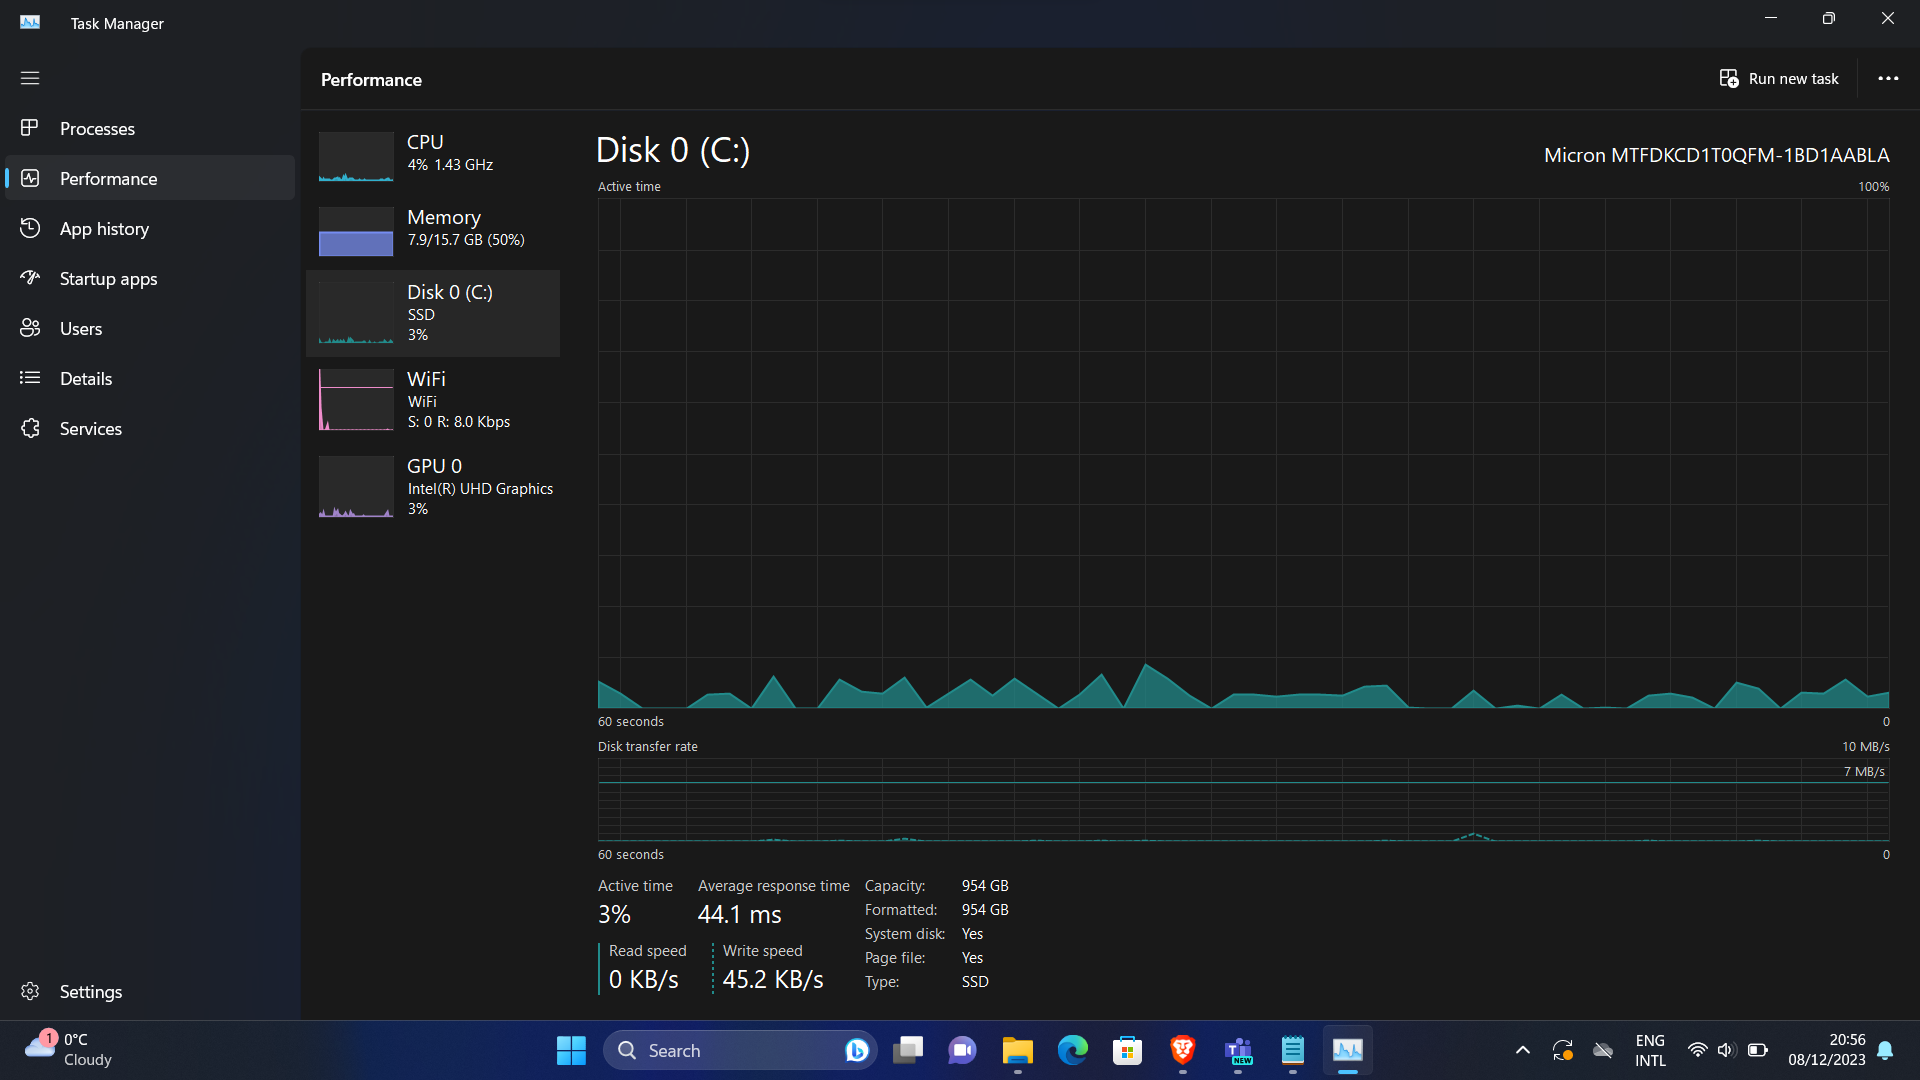 Task Manager
Processes
Performance
App history
Startup apps
Users
Details
Services
Settings
Performance
Run new task
CPU
4% 1.43 GHz
Memory
7.9/15.7 GB (50%)
Disk 0 (C:)
SSD
3%
WiFi
WiFi
S: 0 R: 8.0 Kbps
GPU 0
Intel(R) UHD Graphics
3%
Disk 0 (C:)
Micron MTFDKCD1T0QFM-1BD1AABLA
Active time
100%
60 seconds
0
Disk transfer rate
10 MB/s
7 MB/s
60 seconds
0
Active time
3%
Average response time
44.1 ms
Read speed
0 KB/s
Write speed
45.2 KB/s
Capacity: 954 GB
Formatted: 954 GB
System disk: Yes
Page file: Yes
Type: SSD
1
0°C
Cloudy
Search
T
NEW
ENG
INTL
20:56
08/12/2023